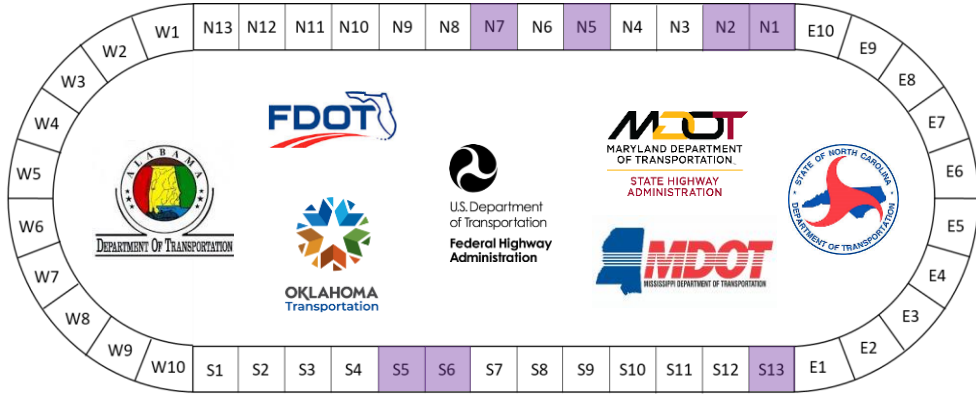 W1 N13 N12 N11 N10 N9 N8 N7 N6 N5 N4 N3 N2 N1 E10
W2 E9
W3 E8
W4 E7
W5 E6
W6 E5
W7 E4
W8 E3
W9 E2
W10 S1 S2 S3 S4 S5 S6 S7 S8 S9 S10 S11 S12 S13 E1
ALABAMA
DEPARTMENT OF TRANSPORTATION
FDOT
OKLAHOMA
Transportation
U.S. Department
of Transportation
Federal Highway
Administration
MDOT
MARYLAND DEPARTMENT
OF TRANSPORTATION
STATE HIGHWAY
ADMINISTRATION
MDOT
MISSISSIPPI DEPARTMENT OF TRANSPORTATION
STATE OF NORTH CAROLINA
DEPARTMENT OF TRANSPORTATION